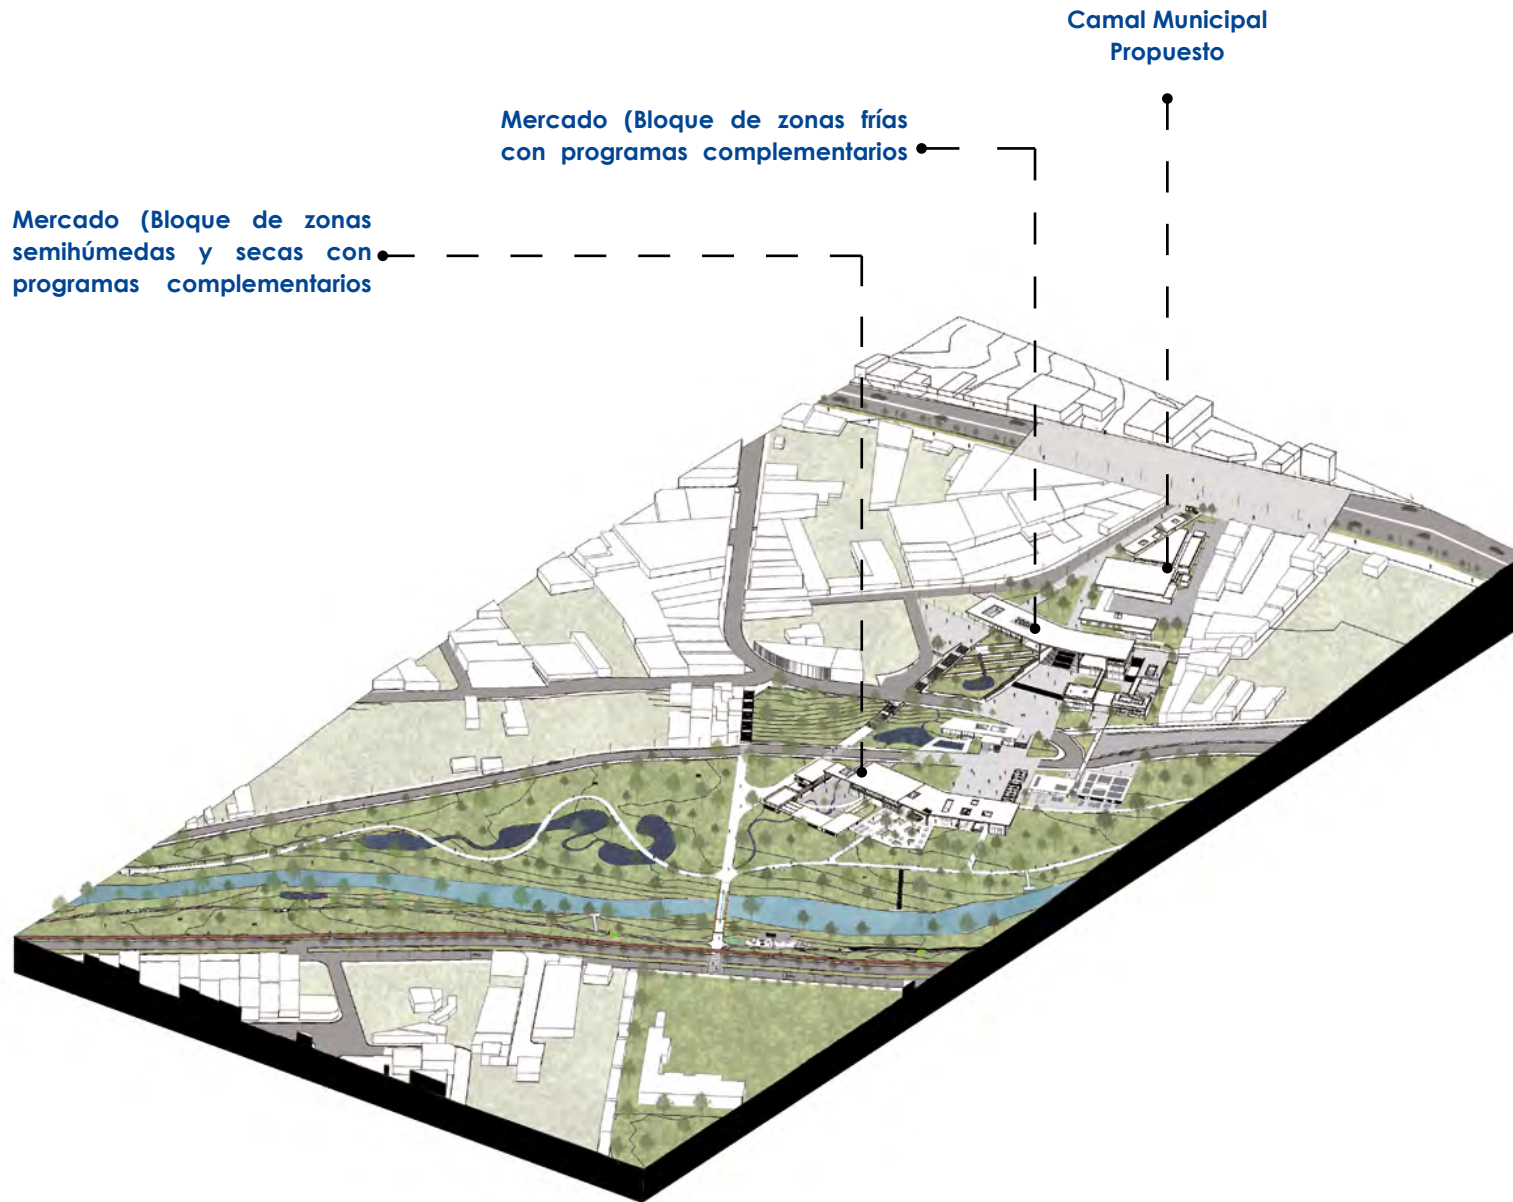 Camal Municipal
Propuesto
Mercado (Bloque de zonas frías
con programas complementarios
Mercado (Bloque de zonas
semihúmedas y secas con
programas complementarios